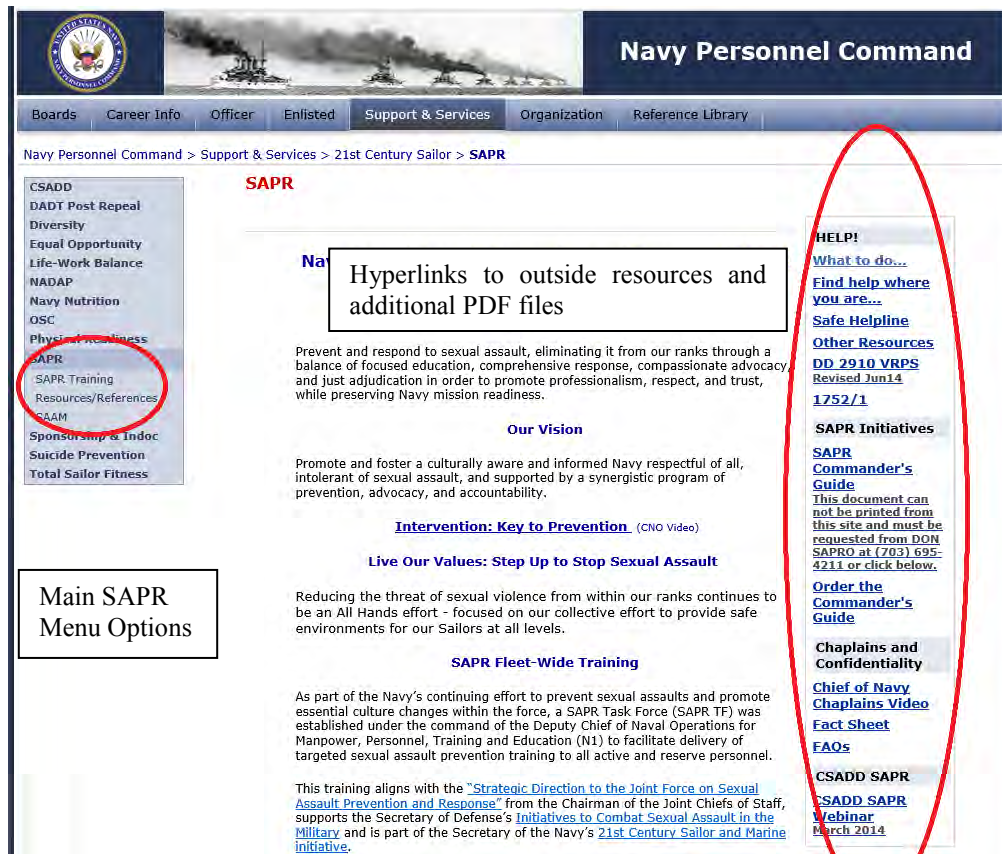 Navy Personnel Command
UNITED STATES NAVY
NAVY PERSONNEL COMMAND
Boards Career Info Officer Enlisted Support & Services Organization Reference Library
Navy Personnel Command > Support & Services > 21st Century Sailor > SAPR
CSADD
DADT Post Repeal
Diversity
Equal Opportunity
Life-Work Balance
NADAP
Navy Nutrition
OSC
Physical Readiness
SAPR
SAPR Training
Resources/References
SAAM
Sponsorship & Indoc
Suicide Prevention
Total Sailor Fitness
Main SAPR
Menu Options
SAPR
Hyperlinks to outside resources and
additional PDF files
Prevent and respond to sexual assault, eliminating it from our ranks through a
balance of focused education, comprehensive response, compassionate advocacy,
and just adjudication in order to promote professionalism, respect, and trust,
while preserving Navy mission readiness.
Our Vision
Promote and foster a culturally aware and informed Navy respectful of all,
intolerant of sexual assault, and supported by a synergistic program of
prevention, advocacy, and accountability.
Intervention: Key to Prevention (CNO Video)
Live Our Values: Step Up to Stop Sexual Assault
Reducing the threat of sexual violence from within our ranks continues to
be an All Hands effort - focused on our collective effort to provide safe
environments for our Sailors at all levels.
SAPR Fleet-Wide Training
As part of the Navy's continuing effort to prevent sexual assaults and promote
essential culture changes within the force, a SAPR Task Force (SAPR TF) was
established under the command of the Deputy Chief of Naval Operations for
Manpower, Personnel, Training and Education (N1) to facilitate delivery of
targeted sexual assault prevention training to all active and reserve personnel.
This training aligns with the "Strategic Direction to the Joint Force on Sexual
Assault Prevention and Response" from the Chairman of the Joint Chiefs of Staff,
supports the Secretary of Defense's Initiatives to Combat Sexual Assault in the
Military and is part of the Secretary of the Navy's 21st Century Sailor and Marine
initiative.
HELP!
What to do...
Find help where
you are...
Safe Helpline
Other Resources
DD 2910 VRPS
Revised Jun14
1752/1
SAPR Initiatives
SAPR
Commander's
Guide
This document can
not be printed from
this site and must be
requested from DON
SAPRO at (703) 695-
4211 or click below.
Order the
Commander's
Guide
Chaplains and
Confidentiality
Chief of Navy
Chaplains Video
Fact Sheet
FAQs
CSADD SAPR
CSADD SAPR
Webinar
March 2014